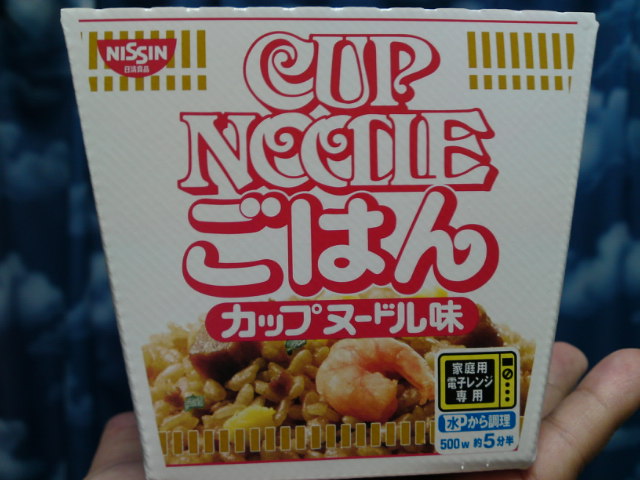 NISSIN
日清食品
CUP
NOODLE
ごはん
カップヌードル味
家庭用
電子レンジ
専用
水から調理
500W 約5分半